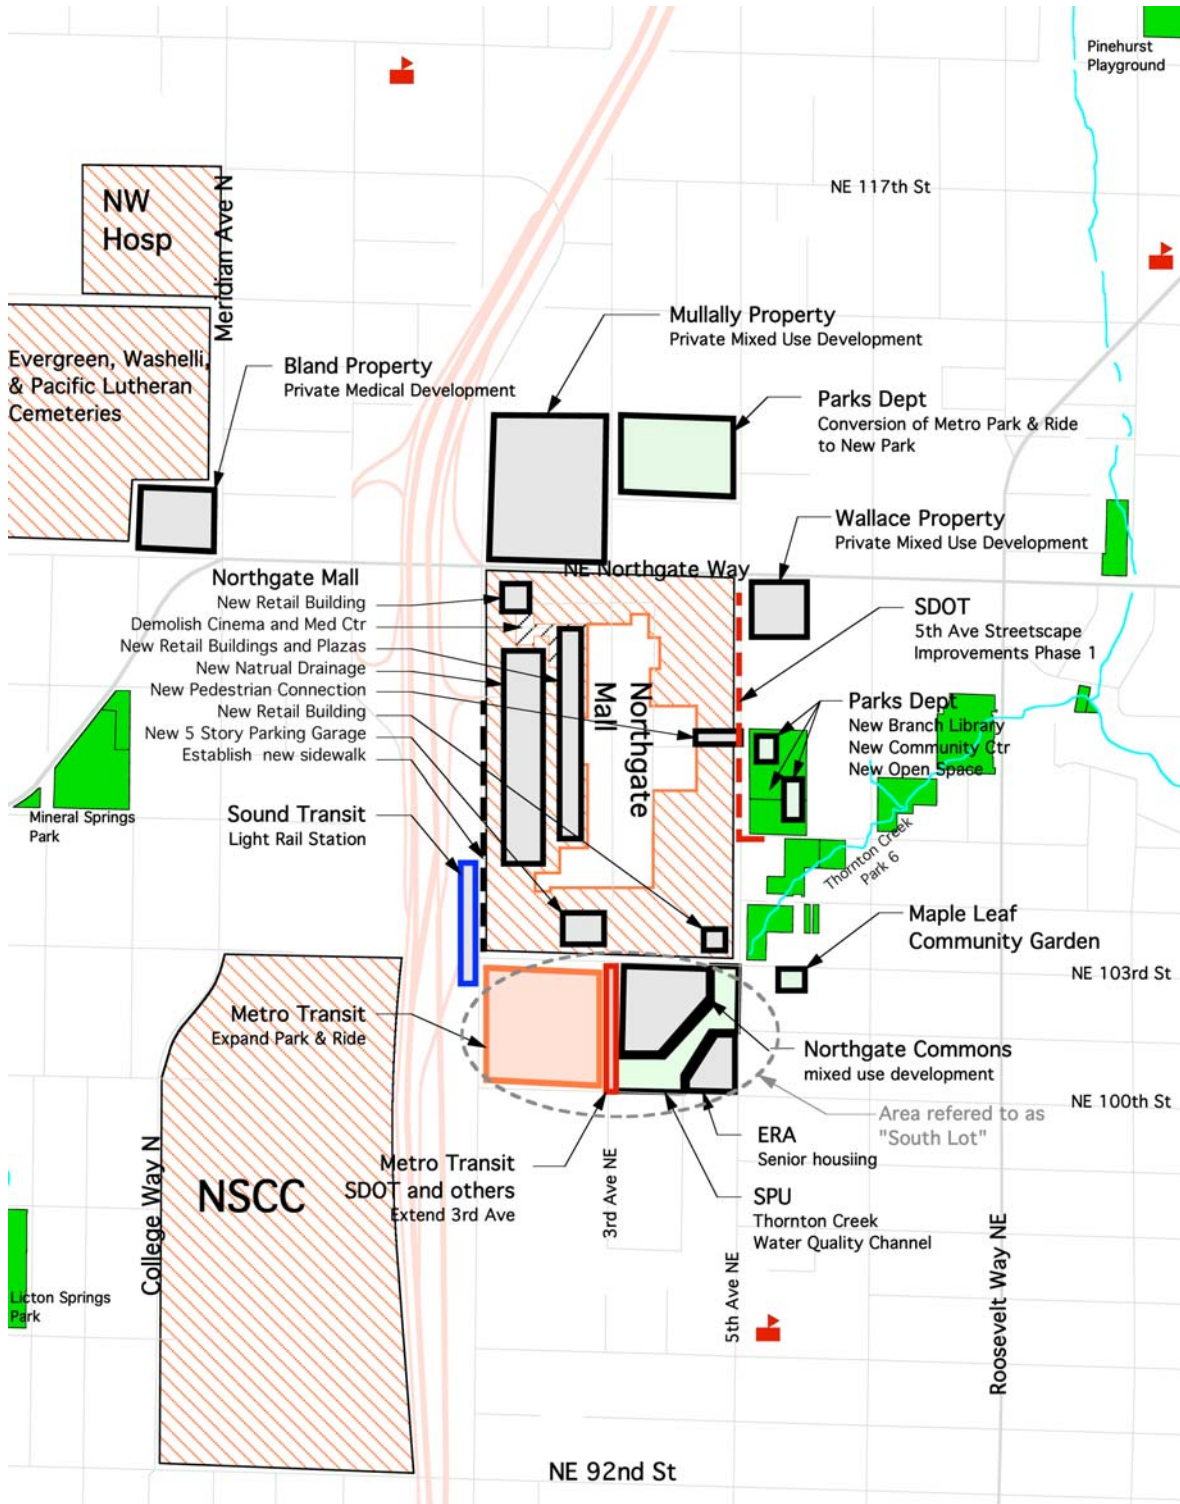 Pinehurst
Playground
NE 117th St
NW
Hosp
Meridian Ave N
Evergreen, Washelli,
& Pacific Lutheran
Cemeteries
Bland Property
Private Medical Development
Mullally Property
Private Mixed Use Development
Parks Dept
Conversion of Metro Park & Ride
to New Park
Wallace Property
Private Mixed Use Development
NE Northgate Way
Northgate Mall
New Retail Building
Demolish Cinema and Med Ctr
New Retail Buildings and Plazas
New Natrual Drainage
New Pedestrian Connection
New Retail Building
New 5 Story Parking Garage
Establish new sidewalk
Northgate
Mall
SDOT
5th Ave Streetscape
Improvements Phase 1
Parks Dept
New Branch Library
New Community Ctr
New Open Space
Mineral Springs
Park
Sound Transit
Light Rail Station
Thornton Creek
Park 6
Maple Leaf
Community Garden
NE 103rd St
Metro Transit
Expand Park & Ride
Northgate Commons
mixed use development
NE 100th St
Area refered to as
"South Lot"
ERA
Senior housiing
Metro Transit
SDOT and others
Extend 3rd Ave
3rd Ave NE
SPU
Thornton Creek
Water Quality Channel
College Way N
NSCC
5th Ave NE
Roosevelt Way NE
Licton Springs
Park
NE 92nd St